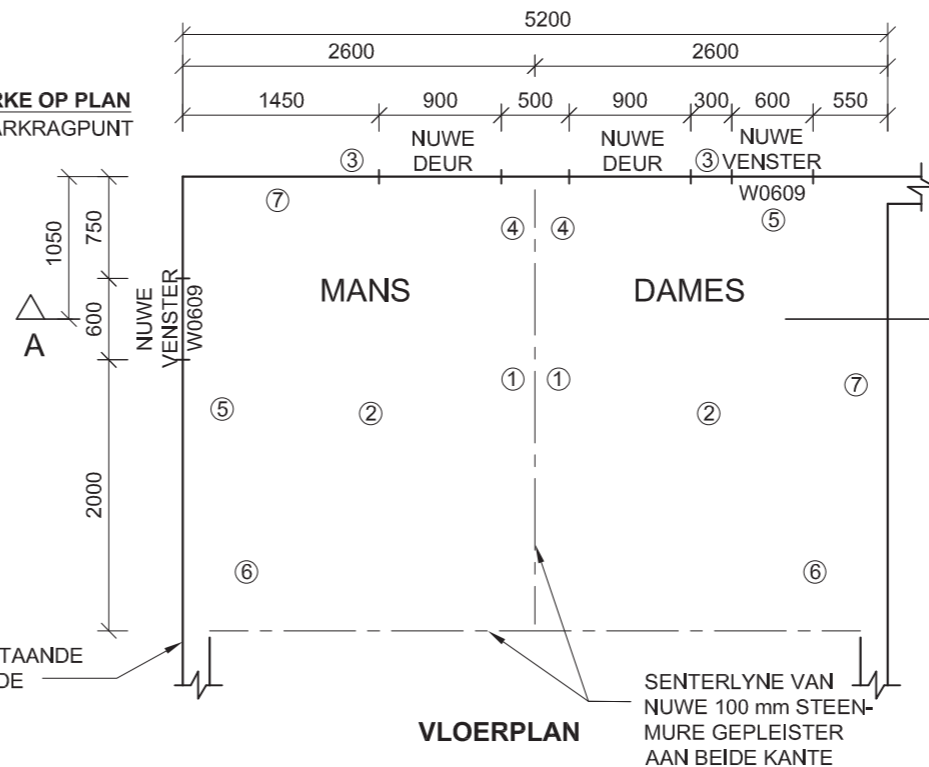 5200
2600 2600
RKE OP PLAN
ARKRAGPUNT
1450 900 500 900 300 600 550
NUWE
DEUR
NUWE
DEUR
NUWE
VENSTER
W0609
③ ③
⑦
④ ④
⑤
1050
750
600
2000
A
NUWE
VENSTER
W0609
MANS
DAMES
① ①
⑦
⑤
② ②
⑥ ⑥
TAANDE
DE
VLOERPLAN
SENTERLYNE VAN
NUWE 100 mm STEEN-
MURE GEPLEISTER
AAN BEIDE KANTE